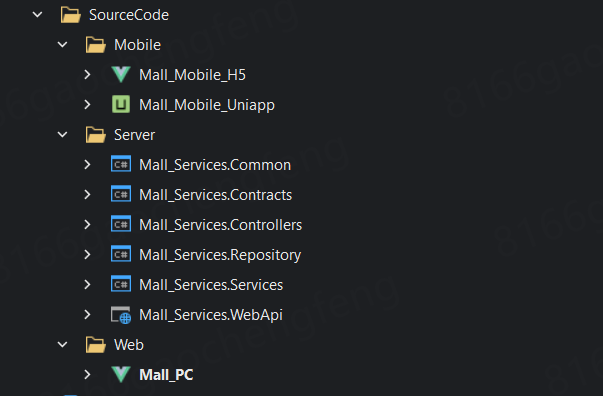 SourceCode
Mobile
Mall_Mobile_H5
U Mall_Mobile_Uniapp
Server
C# Mall_Services.Common
C# Mall_Services.Contracts
C# Mall_Services.Controllers
C# Mall_Services.Repository
C# Mall_Services.Services
Mall_Services.WebApi
Web
Mall_PC